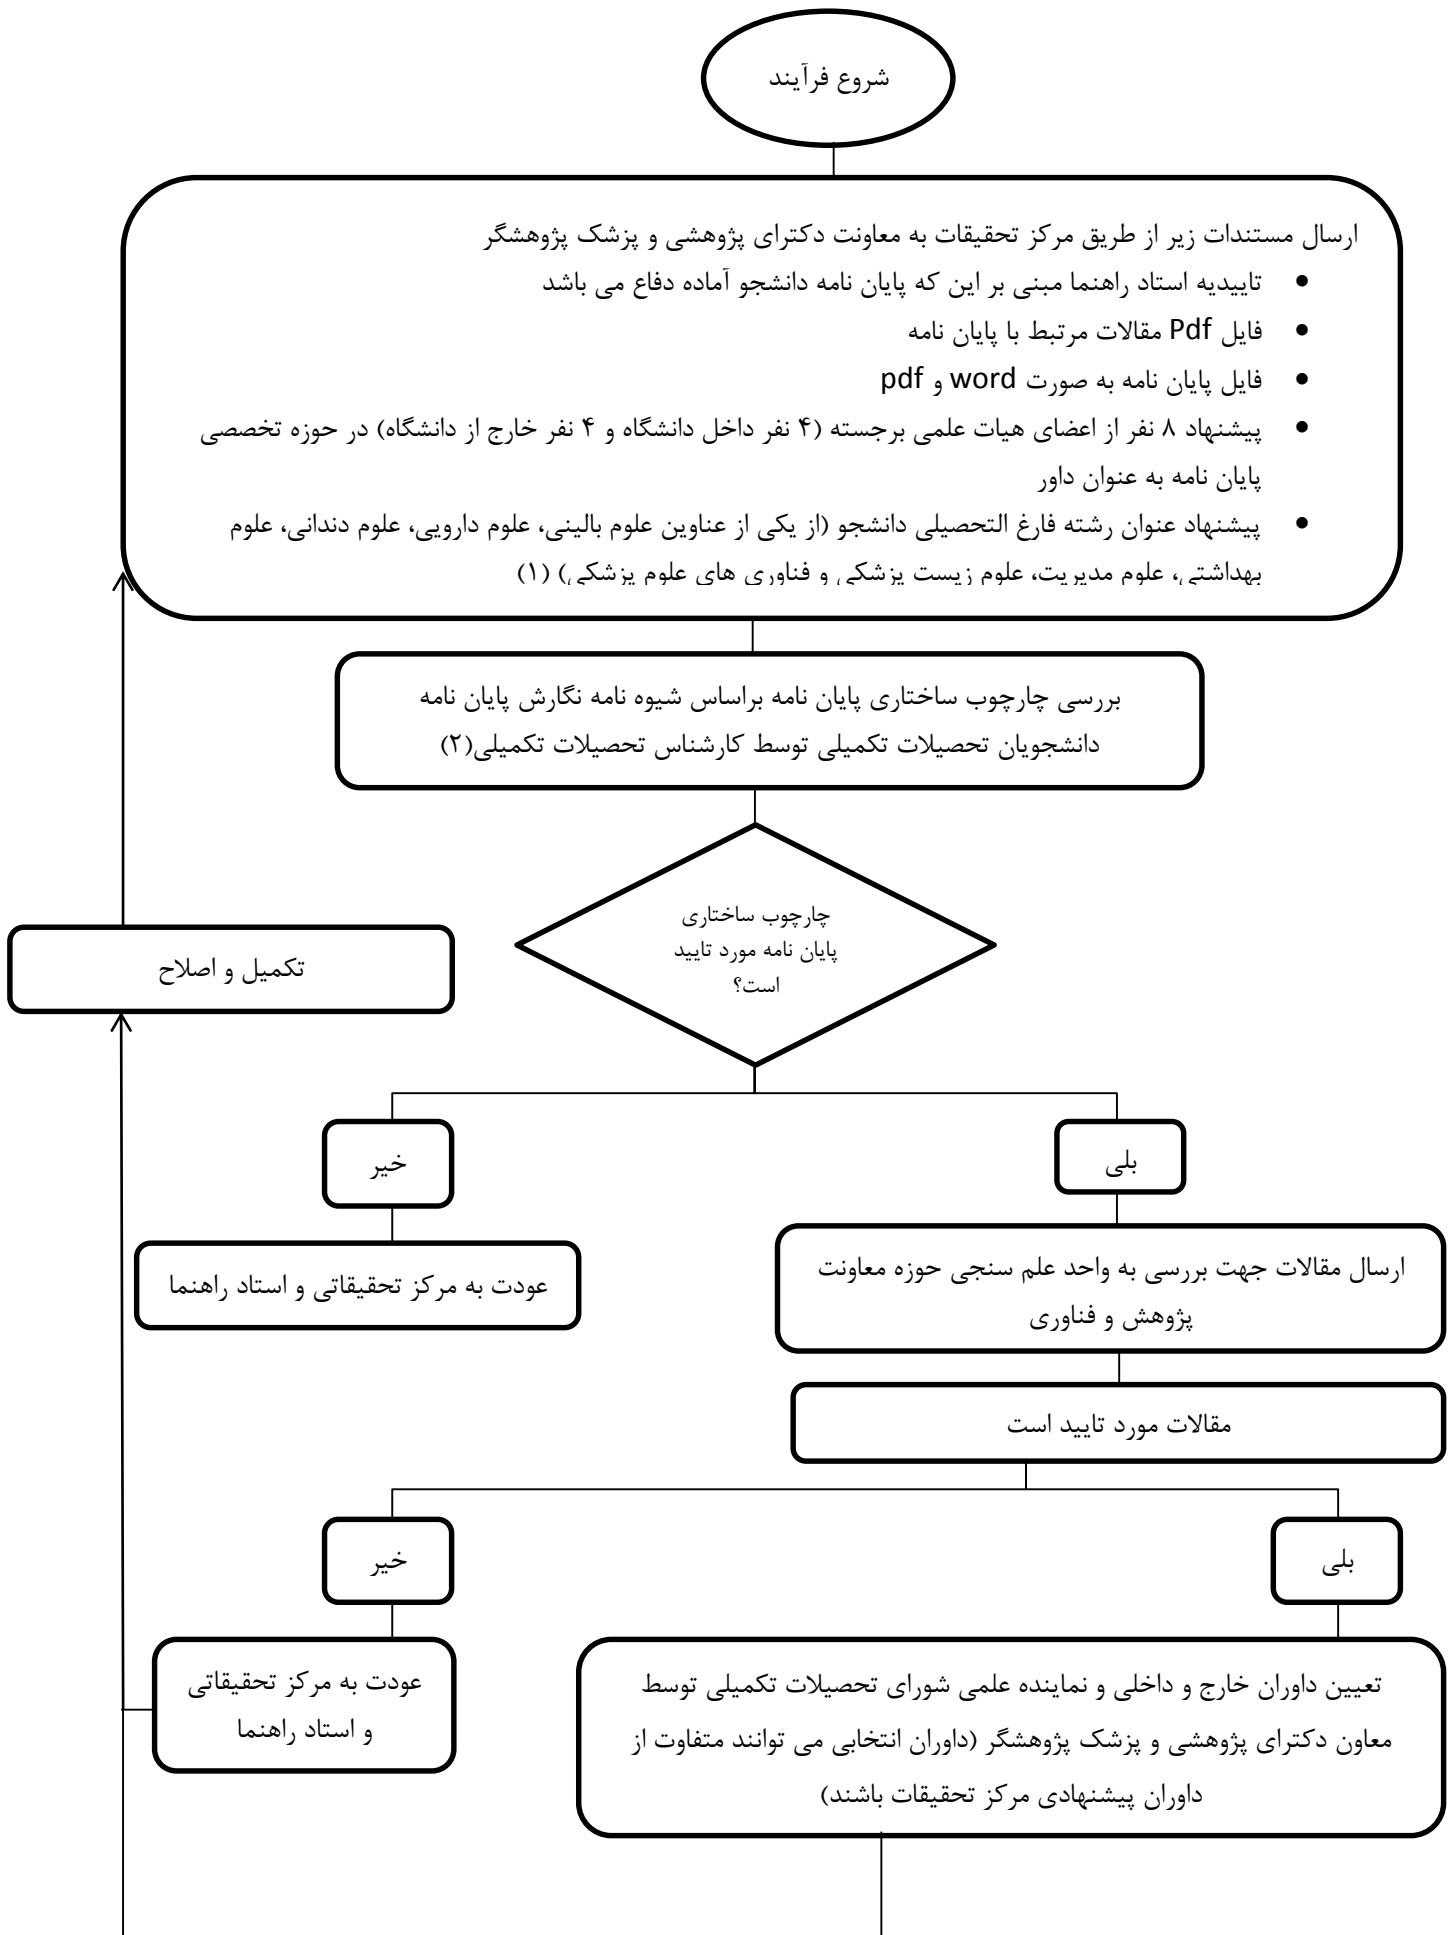 شروع فرآیند
ارسال مستندات زیر از طریق مرکز تحقیقات به معاونت دکترای پژوهشی و پزشک پژوهشگر
● تاییدیه استاد راهنما مبنی بر این که پایان نامه دانشجو آماده دفاع می باشد
● فایل Pdf مقالات مرتبط با پایان نامه
● فایل پایان نامه به صورت word و pdf
● پیشنهاد ۸ نفر از اعضای هیات علمی برجسته (۴ نفر داخل دانشگاه و ۴ نفر خارج از دانشگاه) در حوزه تخصصی
پایان نامه به عنوان داور
● پیشنهاد عنوان رشته فارغ التحصیلی دانشجو (از یکی از عناوین علوم بالینی، علوم دارویی، علوم دندانی، علوم
بهداشتی، علوم مدیریت، علوم زیست پزشکی و فناوری های علوم پزشکی) (۱)
بررسی چارچوب ساختاری پایان نامه براساس شیوه نامه نگارش پایان نامه
دانشجویان تحصیلات تکمیلی توسط کارشناس تحصیلات تکمیلی(۲)
چارچوب ساختاری
پایان نامه مورد تایید
است؟
تکمیل و اصلاح
بلی
خیر
ارسال مقالات جهت بررسی به واحد علم سنجی حوزه معاونت
پژوهش و فناوری
عودت به مرکز تحقیقاتی و استاد راهنما
مقالات مورد تایید است
بلی
خیر
تعیین داوران خارج و داخلی و نماینده علمی شورای تحصیلات تکمیلی توسط
معاون دکترای پژوهشی و پزشک پژوهشگر (داوران انتخابی می توانند متفاوت از
داوران پیشنهادی مرکز تحقیقات باشند)
عودت به مرکز تحقیقاتی
و استاد راهنما